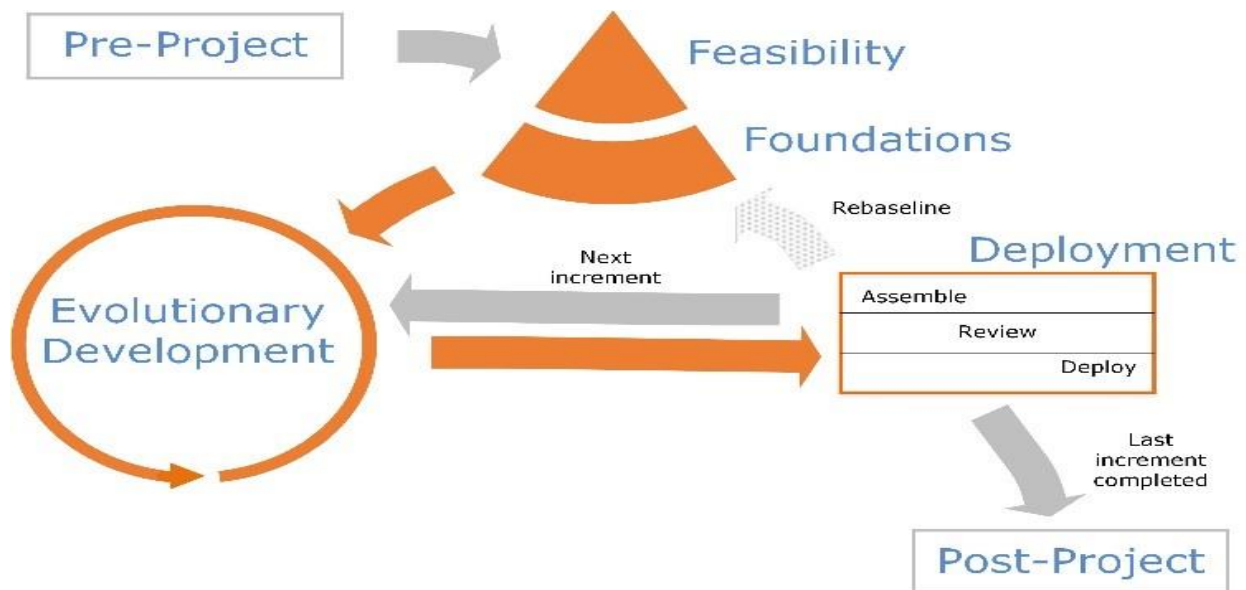 Pre-Project
Feasibility
Foundations
Rebaseline
Deployment
Next
increment
Assemble
Review
Deploy
Evolutionary
Development
Last
increment
completed
Post-Project